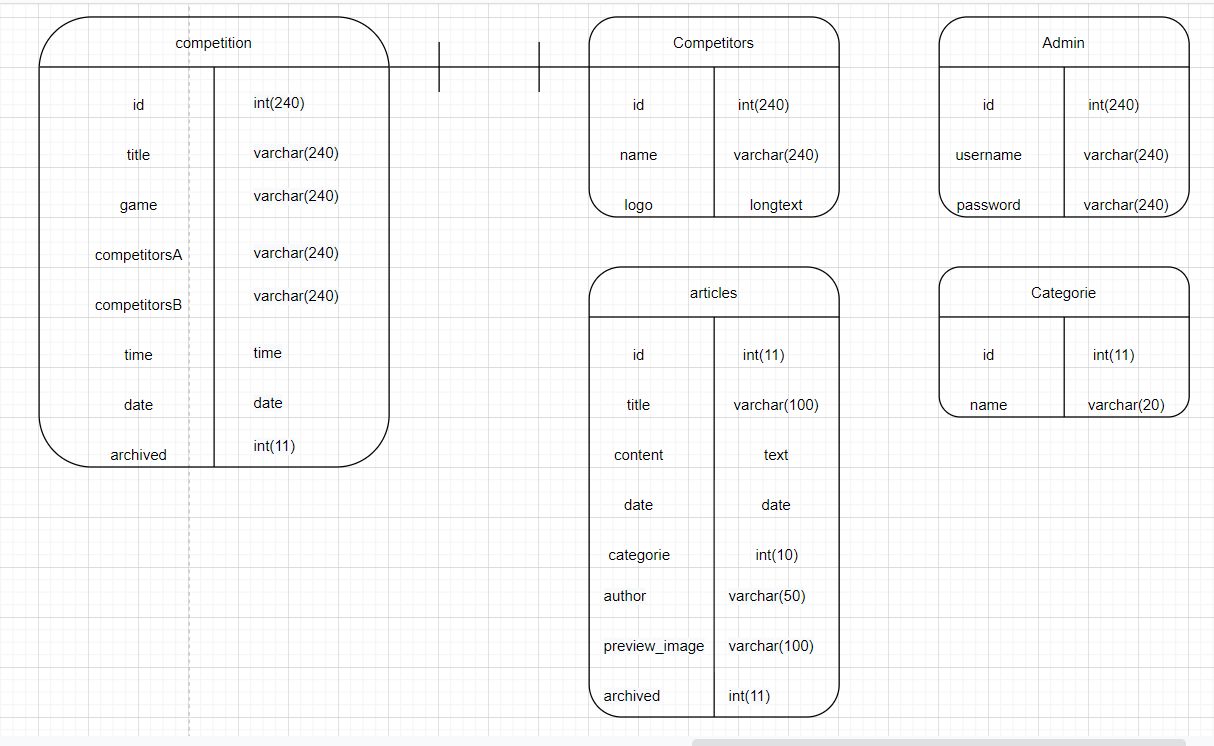 competition
id int(240)
title varchar(240)
game varchar(240)
competitorsA varchar(240)
competitorsB varchar(240)
time time
date date
archived int(11)
Competitors
id int(240)
name varchar(240)
logo longtext
Admin
id int(240)
username varchar(240)
password varchar(240)
articles
id int(11)
title varchar(100)
content text
date date
categorie int(10)
author varchar(50)
preview_image varchar(100)
archived int(11)
Categorie
id int(11)
name varchar(20)